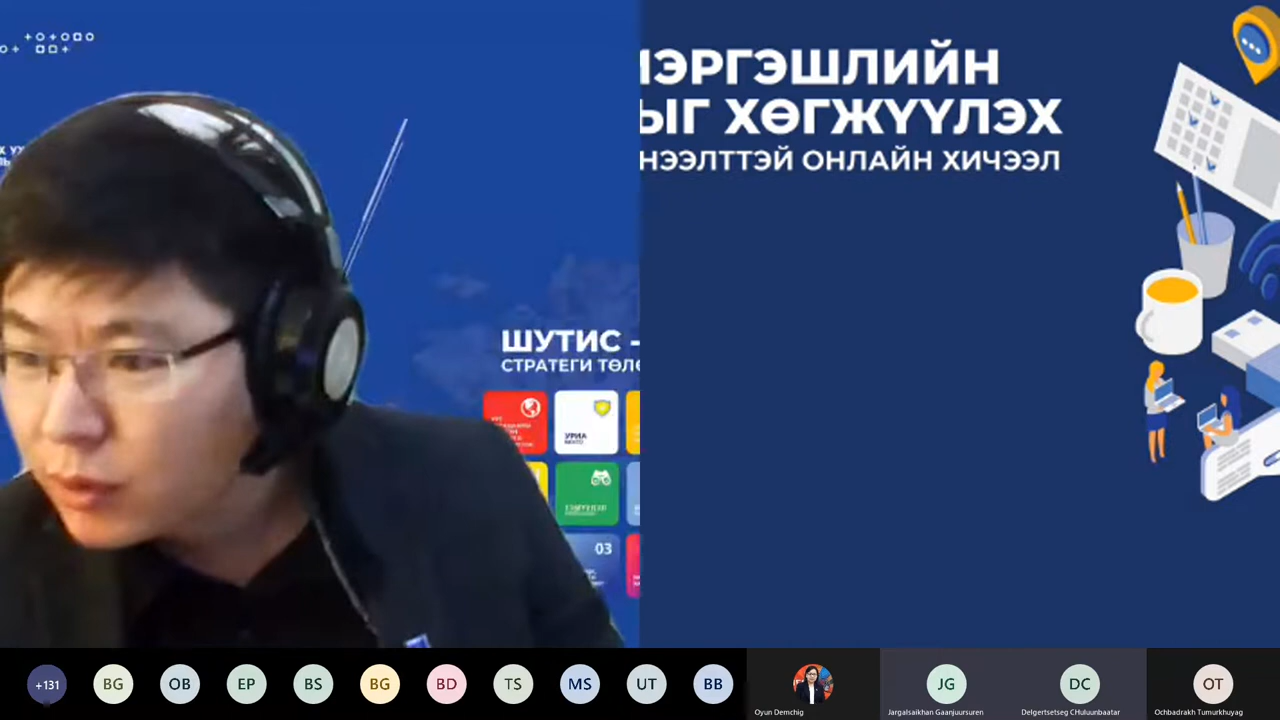 ШУТИС -
СТРАТЕГИ ТӨЛӨ
УРИА
03
ЭРГЭШЛИЙН
ЫГ ХӨГЖҮҮЛЭХ
НЭЭЛТТЭЙ ОНЛАЙН ХИЧЭЭЛ
+131
BG
OB
EP
BS
BG
BD
TS
MS
UT
BB
Oyun Demchig
JG
Jargalsaikhan Gaanjuursuren
DC
Delgertsetseg CHuluunbaatar
OT
Ochbadrakh Tumurkhuyag